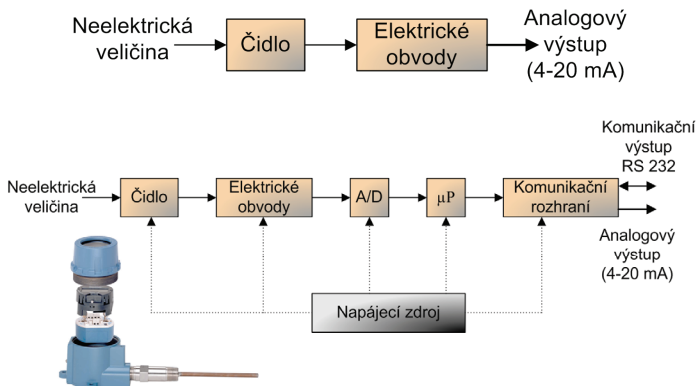 Neelektrická
veličina
Čidlo
Elektrické
obvody
Analogový
výstup
(4-20 mA)
Komunikační
výstup
RS 232
Neelektrická
veličina
Čidlo
Elektrické
obvody
A/D
µP
Komunikační
rozhraní
Analogový
výstup
(4-20 mA)
Napájecí zdroj